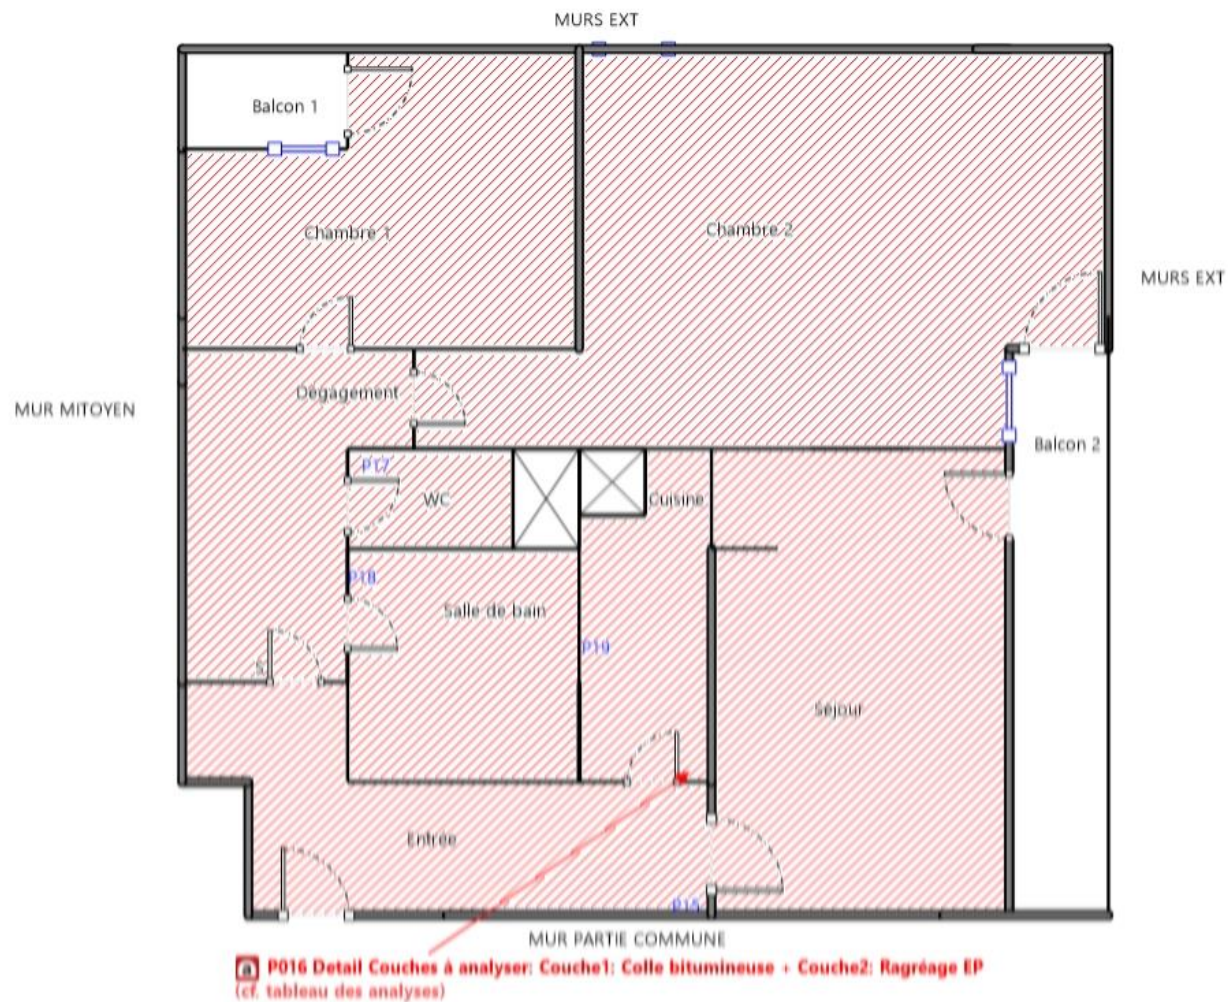 MURS EXT
Balcon 1
Chambre 1
Chambre 2
MURS EXT
Dégagement
MUR MITOYEN
Balcon 2
P17
WC
Cuisine
P18
Salle de bain
P19
Séjour
Entrée
P15
MUR PARTIE COMMUNE
a P016 Detail Couches à analyser: Couche1: Colle bitumineuse + Couche2: Ragréage EP
(cf. tableau des analyses)